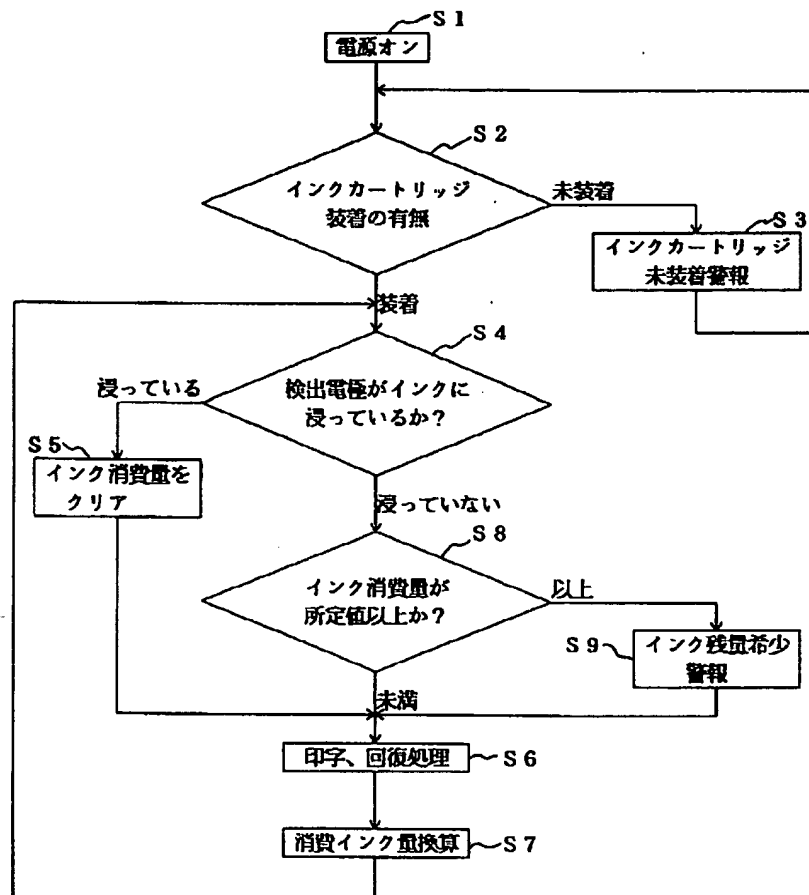 S1
電源オン
S2
インクカートリッジ
装着の有無
未装着
S3
インクカートリッジ
未装着警報
装着
S4
検出電極がインクに
浸っているか?
浸っている
S5
インク消費量を
クリア
浸っていない
S8
インク消費量が
所定値以上か?
以上
S9
インク残量希少
警報
未満
印字、回復処理
S6
消費インク量換算
S7